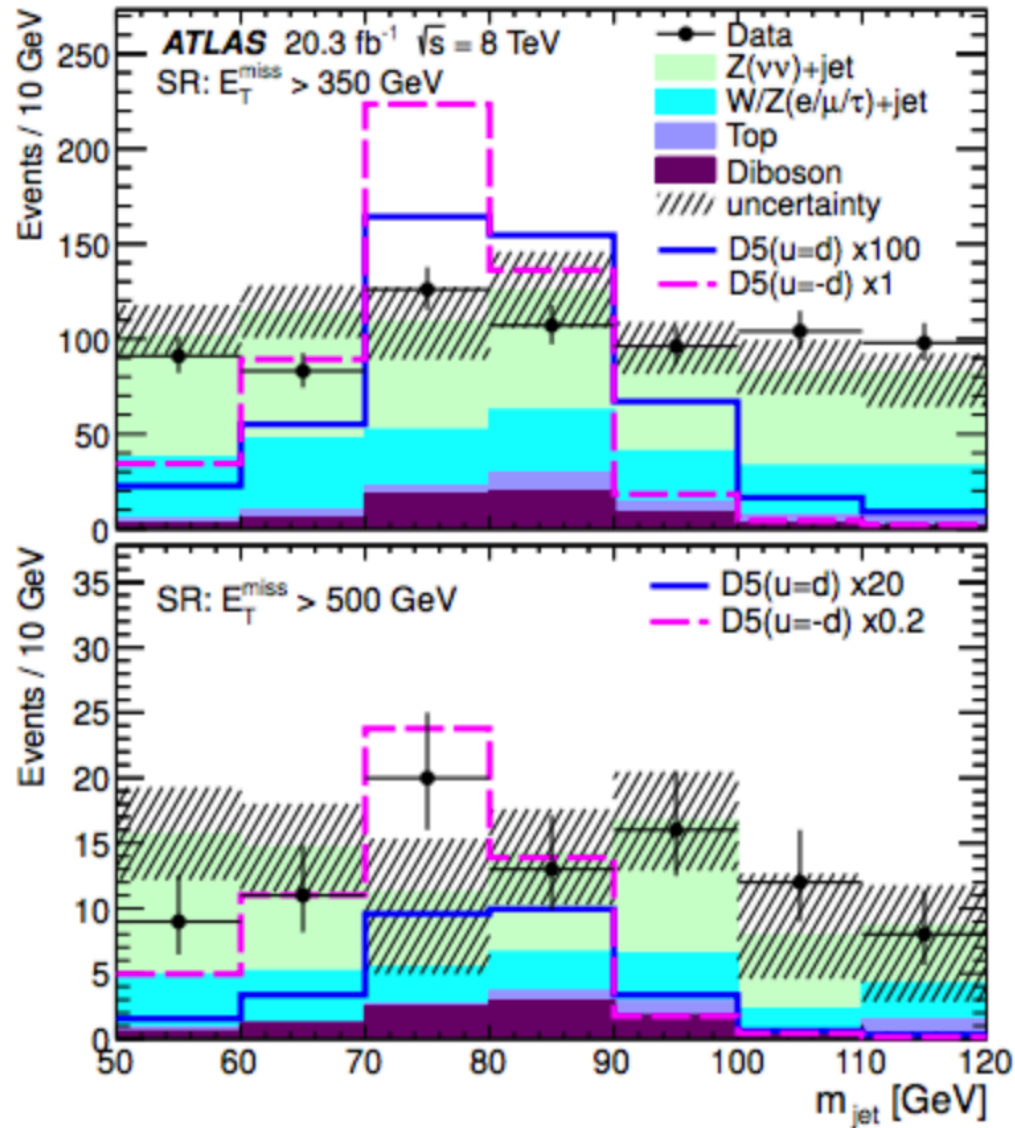 ATLAS 20.3 fb⁻¹ √s = 8 TeV
SR: E_T^miss > 350 GeV
Data
Z(νν)+jet
W/Z(e/μ/τ)+jet
Top
Diboson
uncertainty
D5(u=d) x100
D5(u=-d) x1
Events / 10 GeV
250
200
150
100
50
0
SR: E_T^miss > 500 GeV
D5(u=d) x20
D5(u=-d) x0.2
Events / 10 GeV
35
30
25
20
15
10
5
0
50 60 70 80 90 100 110 120
m_jet [GeV]